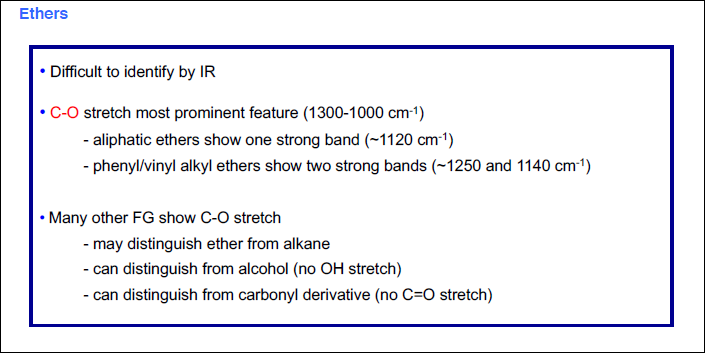 Ethers
• Difficult to identify by IR
• C-O stretch most prominent feature (1300-1000 cm⁻¹)
- aliphatic ethers show one strong band (~1120 cm⁻¹)
- phenyl/vinyl alkyl ethers show two strong bands (~1250 and 1140 cm⁻¹)
• Many other FG show C-O stretch
- may distinguish ether from alkane
- can distinguish from alcohol (no OH stretch)
- can distinguish from carbonyl derivative (no C=O stretch)